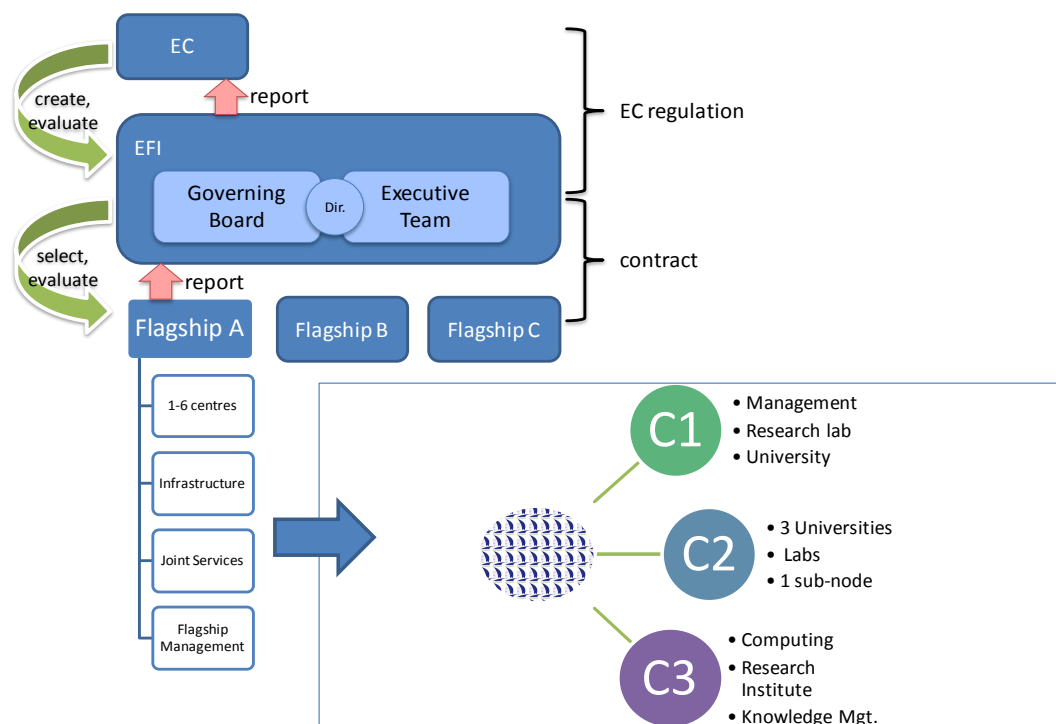 EC
report
create,
evaluate
EC regulation
EFI
Governing
Board
Dir.
Executive
Team
select,
evaluate
contract
report
Flagship A
Flagship B
Flagship C
1-6 centres
Infrastructure
Joint Services
Flagship
Management
C1
• Management
• Research lab
• University
C2
• 3 Universities
• Labs
• 1 sub-node
C3
• Computing
• Research
Institute
• Knowledge Mgt.